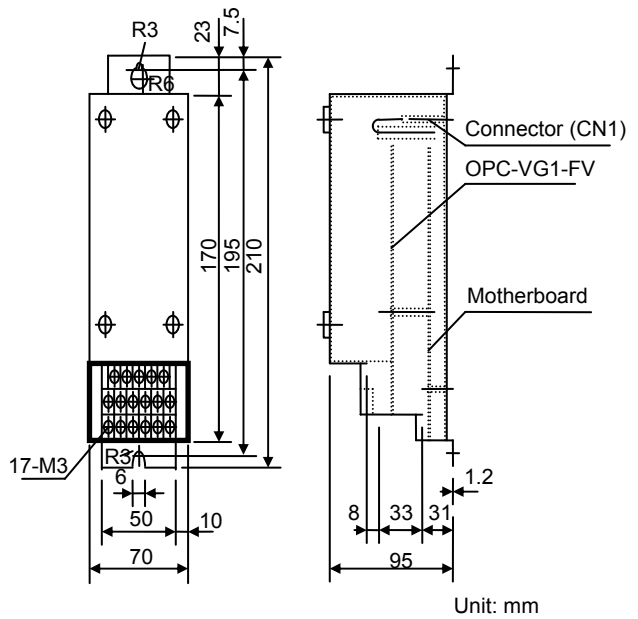 R3
23
7.5
R6
170
195
210
Connector (CN1)
OPC-VG1-FV
Motherboard
17-M3
R3
6
50
10
70
8
33
31
1.2
95
Unit: mm